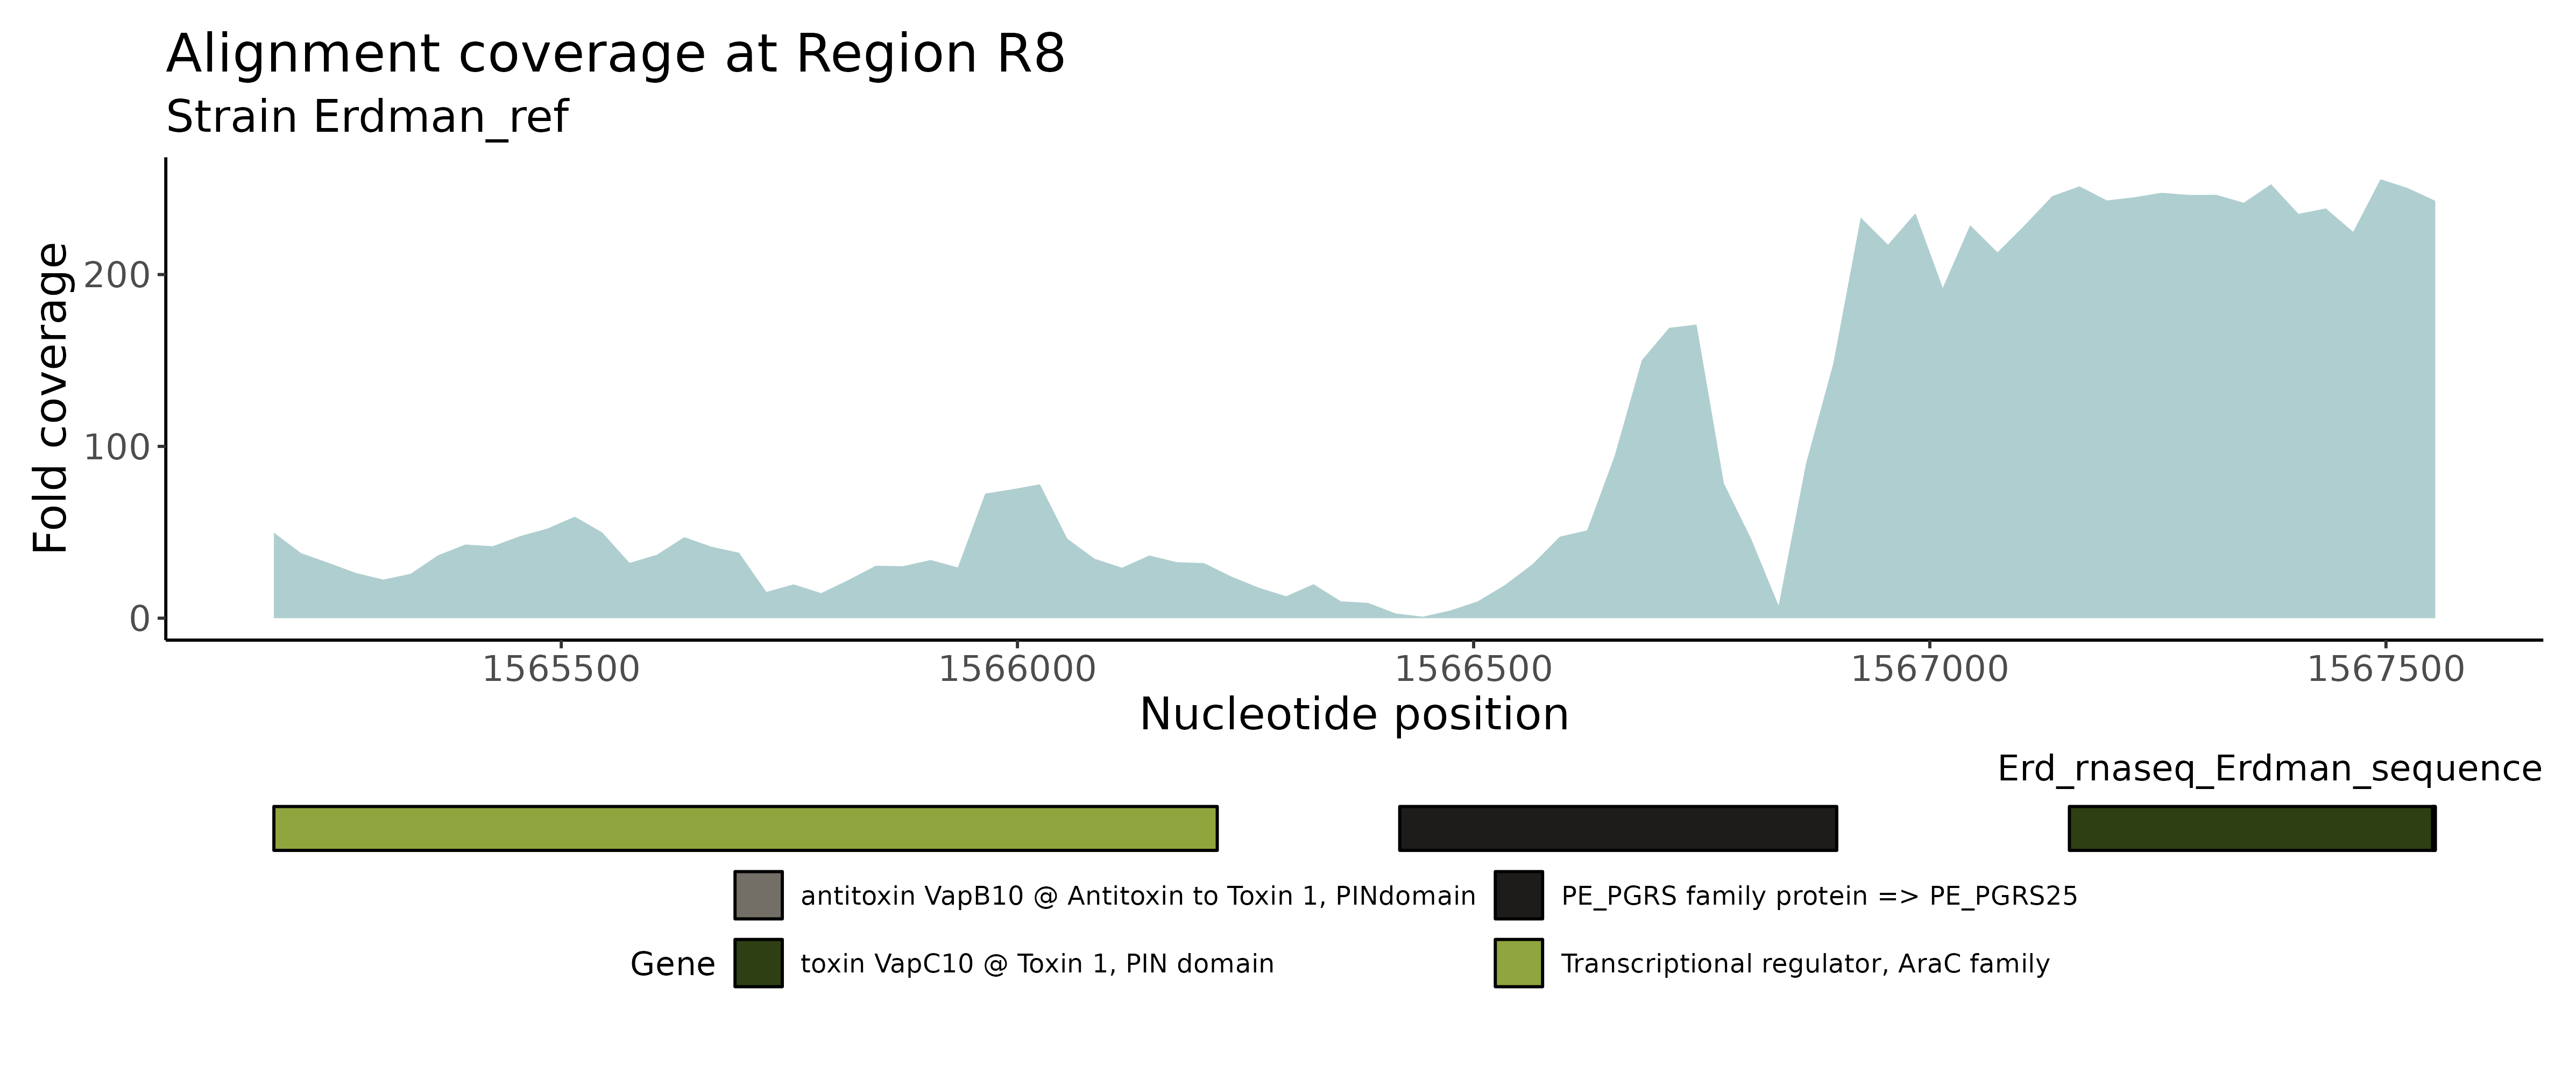 Alignment coverage at Region R8
Strain Erdman_ref
Fold coverage
200
100
0
1565500 1566000 1566500 1567000 1567500
Nucleotide position
Erd_rnaseq_Erdman_sequence
antitoxin VapB10 @ Antitoxin to Toxin 1, PINdomain PE_PGRS family protein => PE_PGRS25
Gene toxin VapC10 @ Toxin 1, PIN domain Transcriptional regulator, AraC family